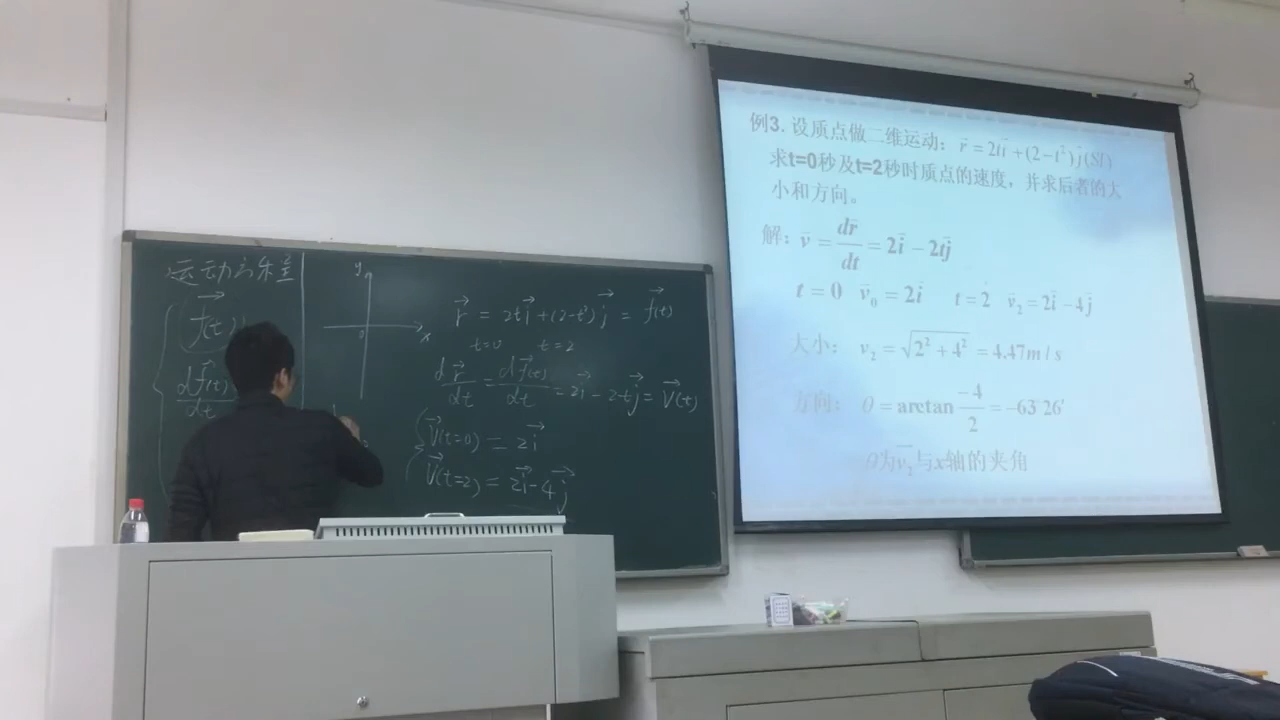 运动方程
f(t)
df(t)/dt
y
x
0
r⃗ = 2ti⃗ + (2-t²)j⃗ = f⃗(t)
t=0 t=2
dr⃗/dt = df⃗(t)/dt = 2i⃗ - 2tj⃗ = V⃗(t)
V⃗(t=0) = 2i⃗
V⃗(t=2) = 2i⃗ - 4j⃗
例3. 设质点做二维运动: r⃗ = 2ti⃗ + (2-t²)j⃗ (SI)
求t=0秒及t=2秒时质点的速度，并求后者的大
小和方向。
解: v⃗ = dr⃗/dt = 2i⃗ - 2tj⃗
t = 0 v⃗₀ = 2i⃗ t = 2 v⃗₂ = 2i⃗ - 4j⃗
大小: v₂ = √(2² + 4²) = 4.47m / s
方向: θ = arctan -4/2 = -63°26′
θ为v⃗₂与x轴的夹角